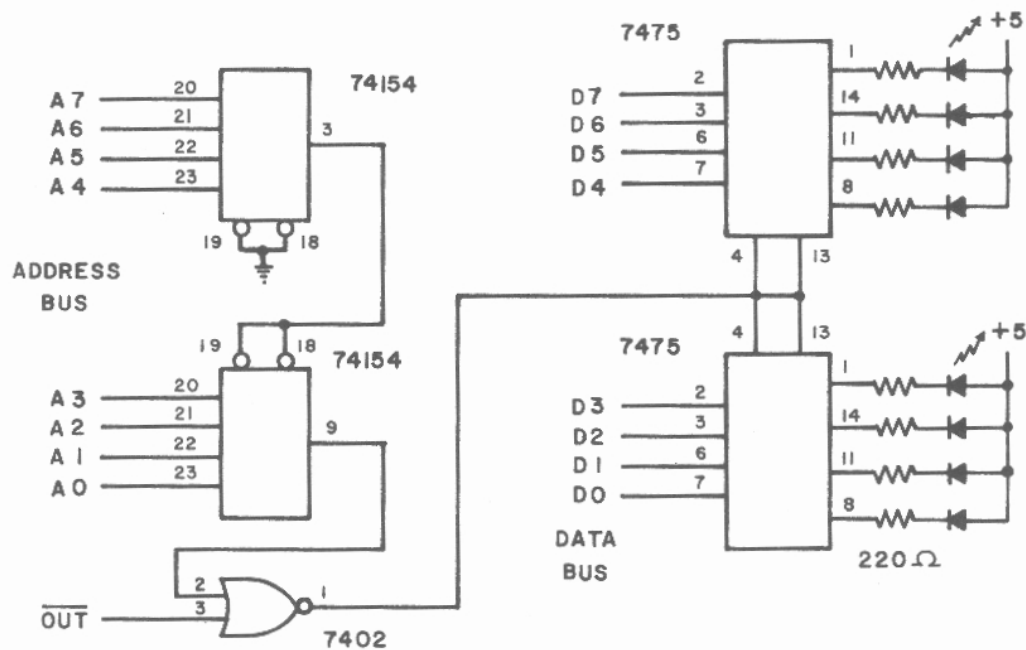 74154
A7 20
A6 21
A5 22
A4 23
3
19 18
ADDRESS
BUS
19 18
74154
A3 20
A2 21
A1 22
A0 23
9
2
OUT 3
1
7402
7475
+5
D7 2
D6 3
D5 6
D4 7
1
14
11
8
4 13
4 13
7475
+5
D3 2
D2 3
D1 6
D0 7
1
14
11
8
DATA
BUS
220Ω